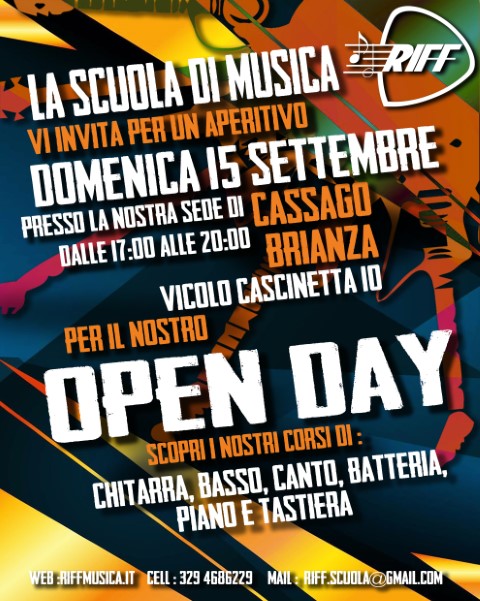 RIFF
LA SCUOLA DI MUSICA
VI INVITA PER UN APERITIVO
DOMENICA 15 SETTEMBRE
PRESSO LA NOSTRA SEDE DI CASSAGO
DALLE 17:00 ALLE 20:00 BRIANZA
VICOLO CASCINETTA 10
PER IL NOSTRO
OPEN DAY
SCOPRI I NOSTRI CORSI DI :
CHITARRA, BASSO, CANTO, BATTERIA,
PIANO E TASTIERA
WEB :RIFFMUSICA.IT CELL : 329 4686229 MAIL : RIFF.SCUOLA@GMAIL.COM